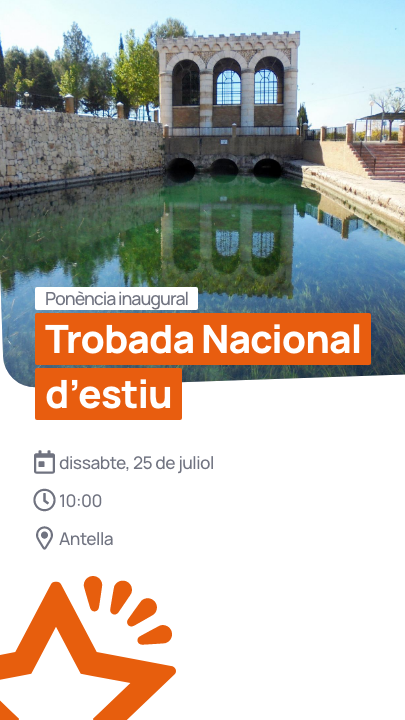 Ponència inaugural
Trobada Nacional
d’estiu
dissabte, 25 de juliol
10:00
Antella